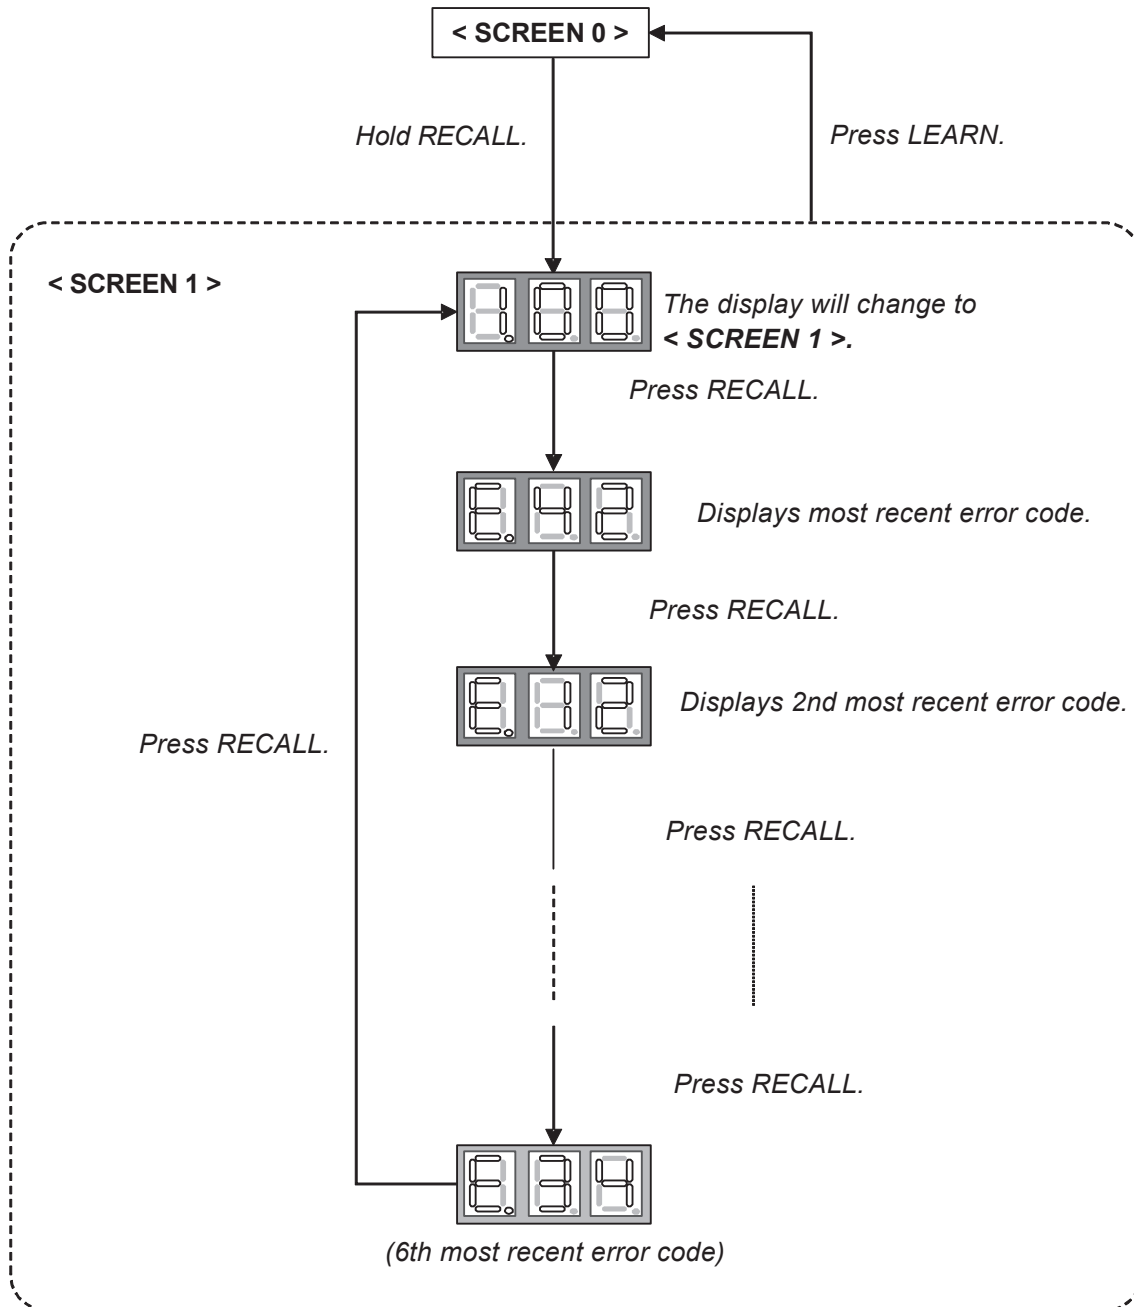 < SCREEN 0 >
Hold RECALL.
Press LEARN.
< SCREEN 1 >
1.00
The display will change to
< SCREEN 1 >.
Press RECALL.
E.42
Displays most recent error code.
Press RECALL.
E.12
Displays 2nd most recent error code.
Press RECALL.
Press RECALL.
Press RECALL.
E.34
(6th most recent error code)